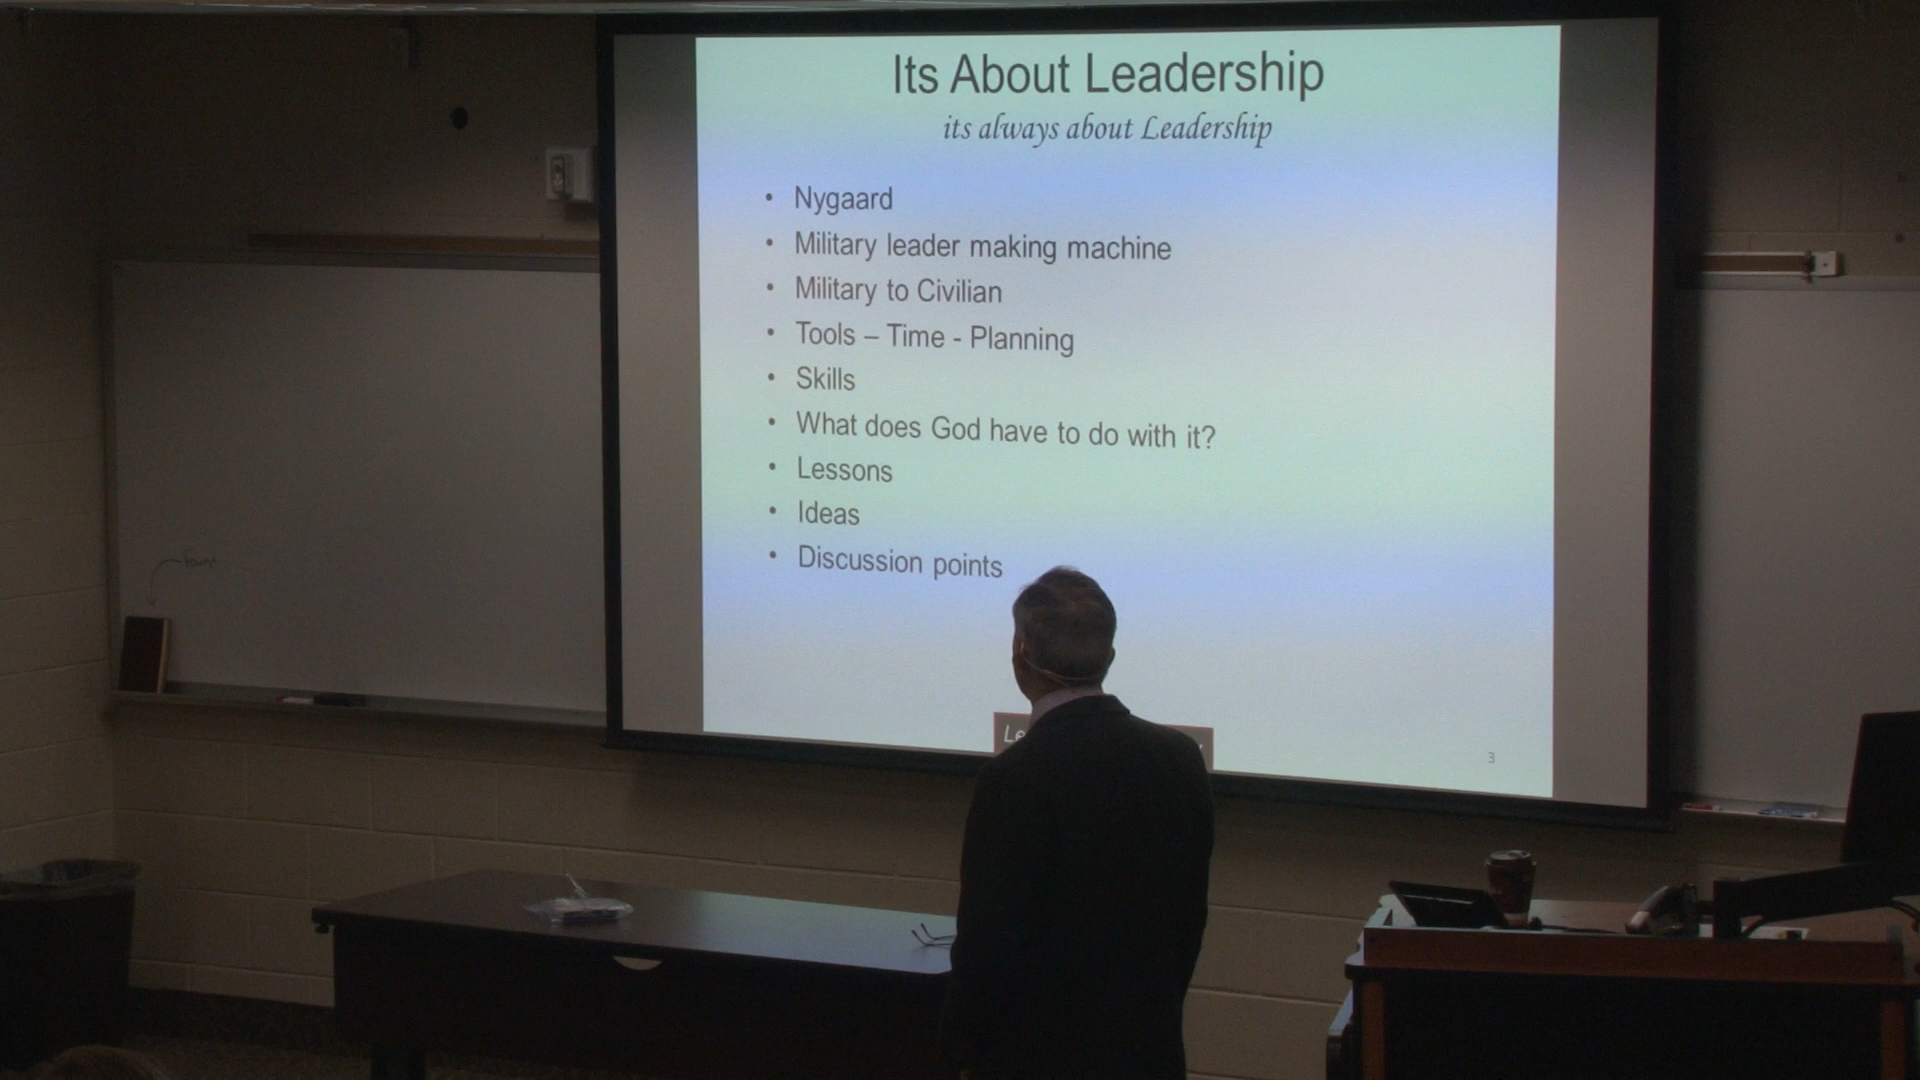 Its About Leadership
its always about Leadership
• Nygaard
• Military leader making machine
• Military to Civilian
• Tools – Time - Planning
• Skills
• What does God have to do with it?
• Lessons
• Ideas
• Discussion points
3